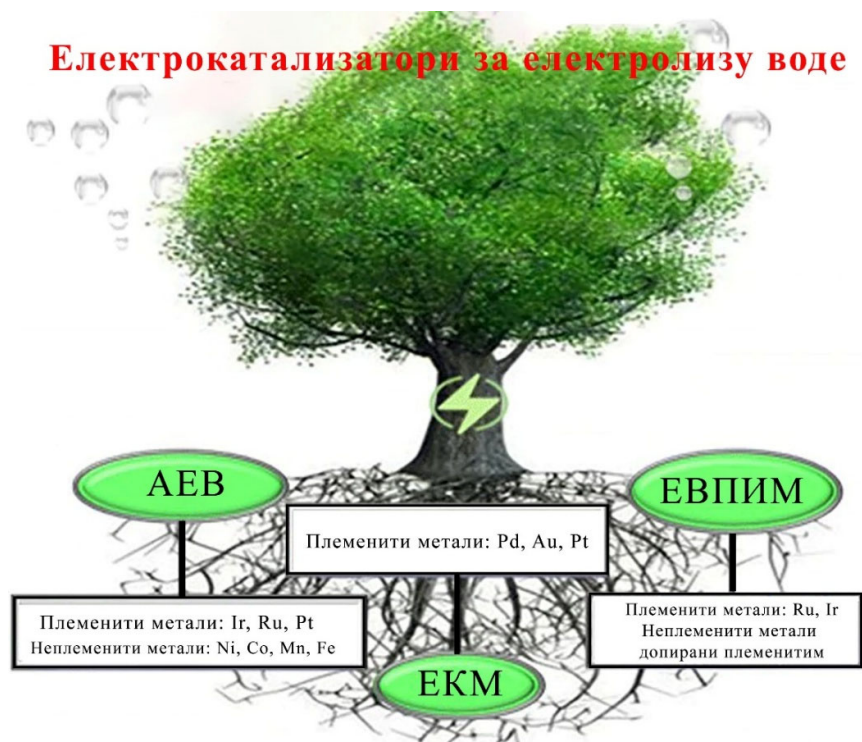 Електрокатализатори за електролизу воде
АЕВ
ЕВПИМ
Племенити метали: Pd, Au, Pt
Племенити метали: Ir, Ru, Pt
Неплеменити метали: Ni, Co, Mn, Fe
Племенити метали: Ru, Ir
Неплеменити метали
допирани племенитим
ЕКМ